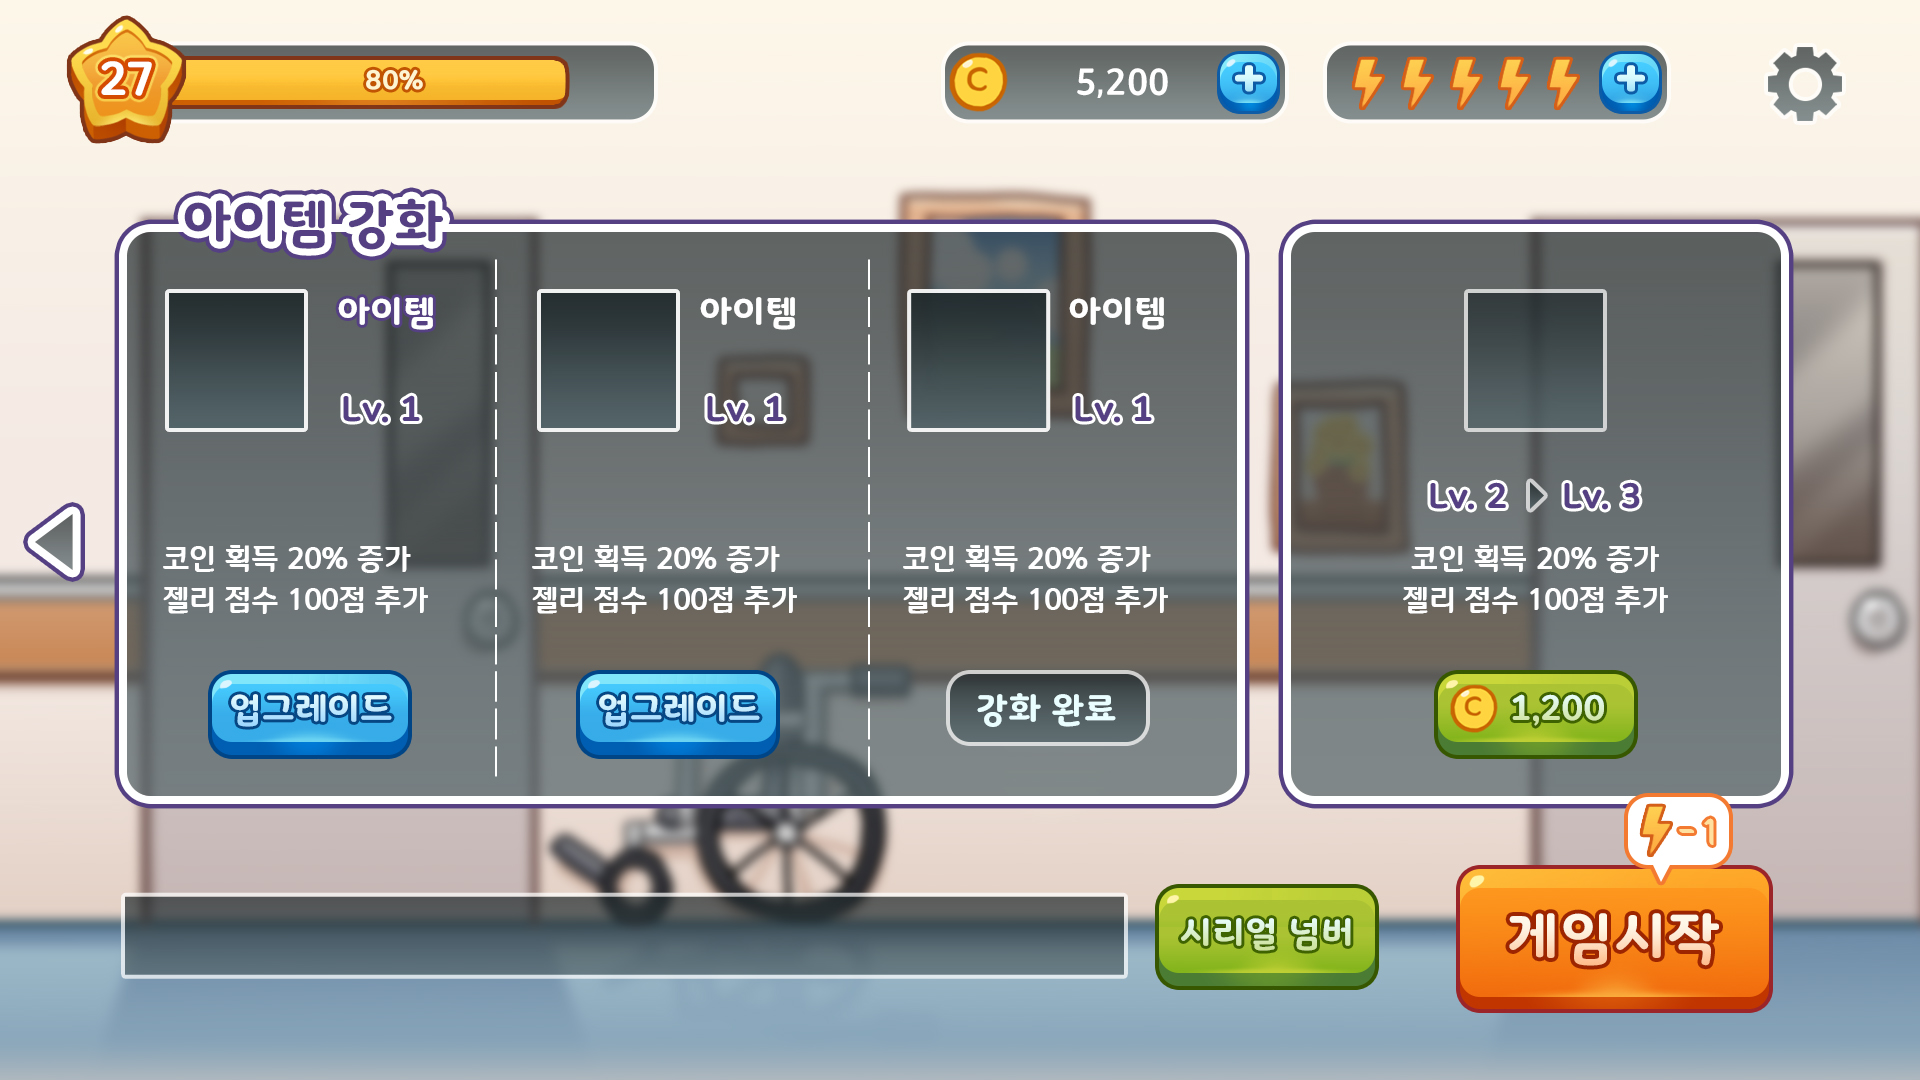 27
80%
C
5,200
아이템 강화
아이템
Lv. 1
코인 획득 20% 증가
젤리 점수 100점 추가
업그레이드
아이템
Lv. 1
코인 획득 20% 증가
젤리 점수 100점 추가
업그레이드
아이템
Lv. 1
코인 획득 20% 증가
젤리 점수 100점 추가
강화 완료
Lv. 2 Lv. 3
코인 획득 20% 증가
젤리 점수 100점 추가
C 1,200
-1
시리얼 넘버
게임시작